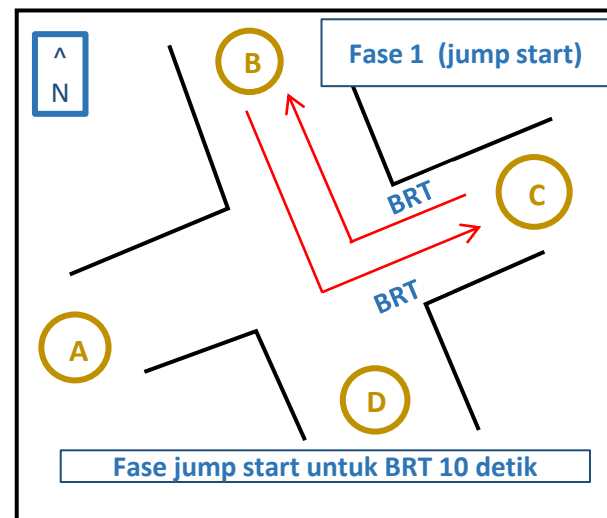 ^
N
B
Fase 1 (jump start)
BRT
C
BRT
A
D
Fase jump start untuk BRT 10 detik